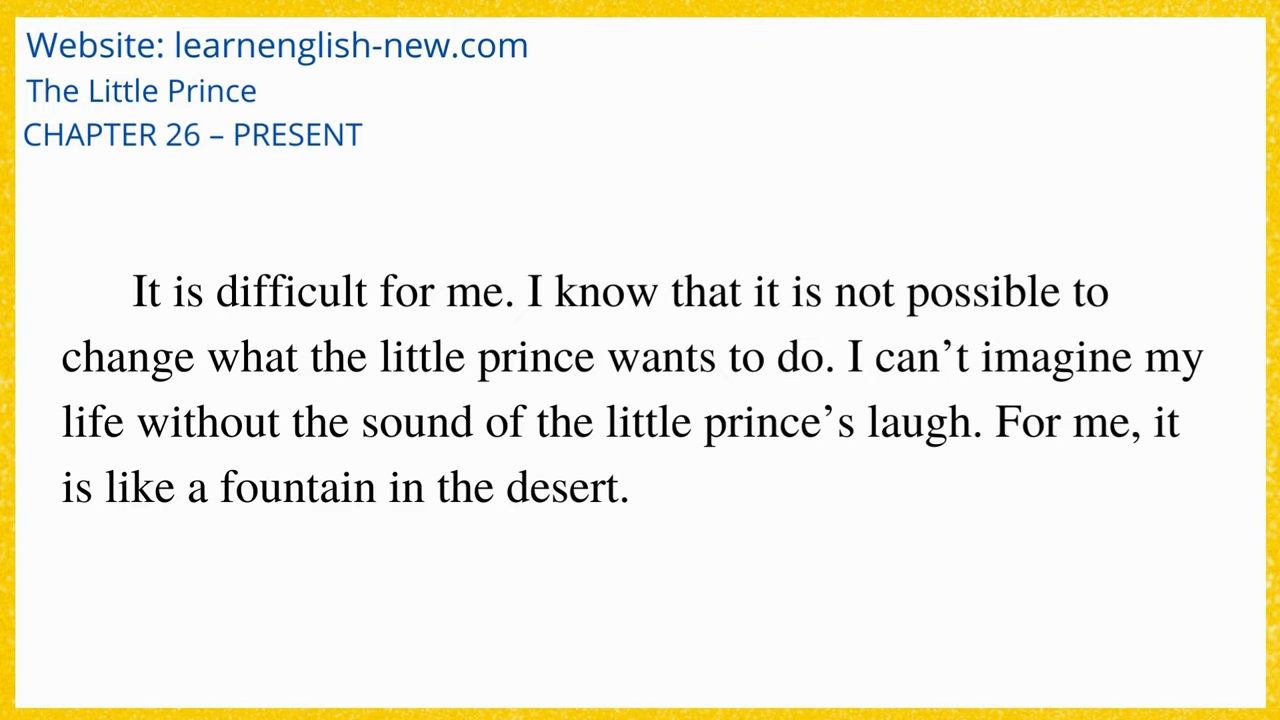 Website: learnenglish-new.com
The Little Prince
CHAPTER 26 – PRESENT
It is difficult for me. I know that it is not possible to
change what the little prince wants to do. I can’t imagine my
life without the sound of the little prince’s laugh. For me, it
is like a fountain in the desert.